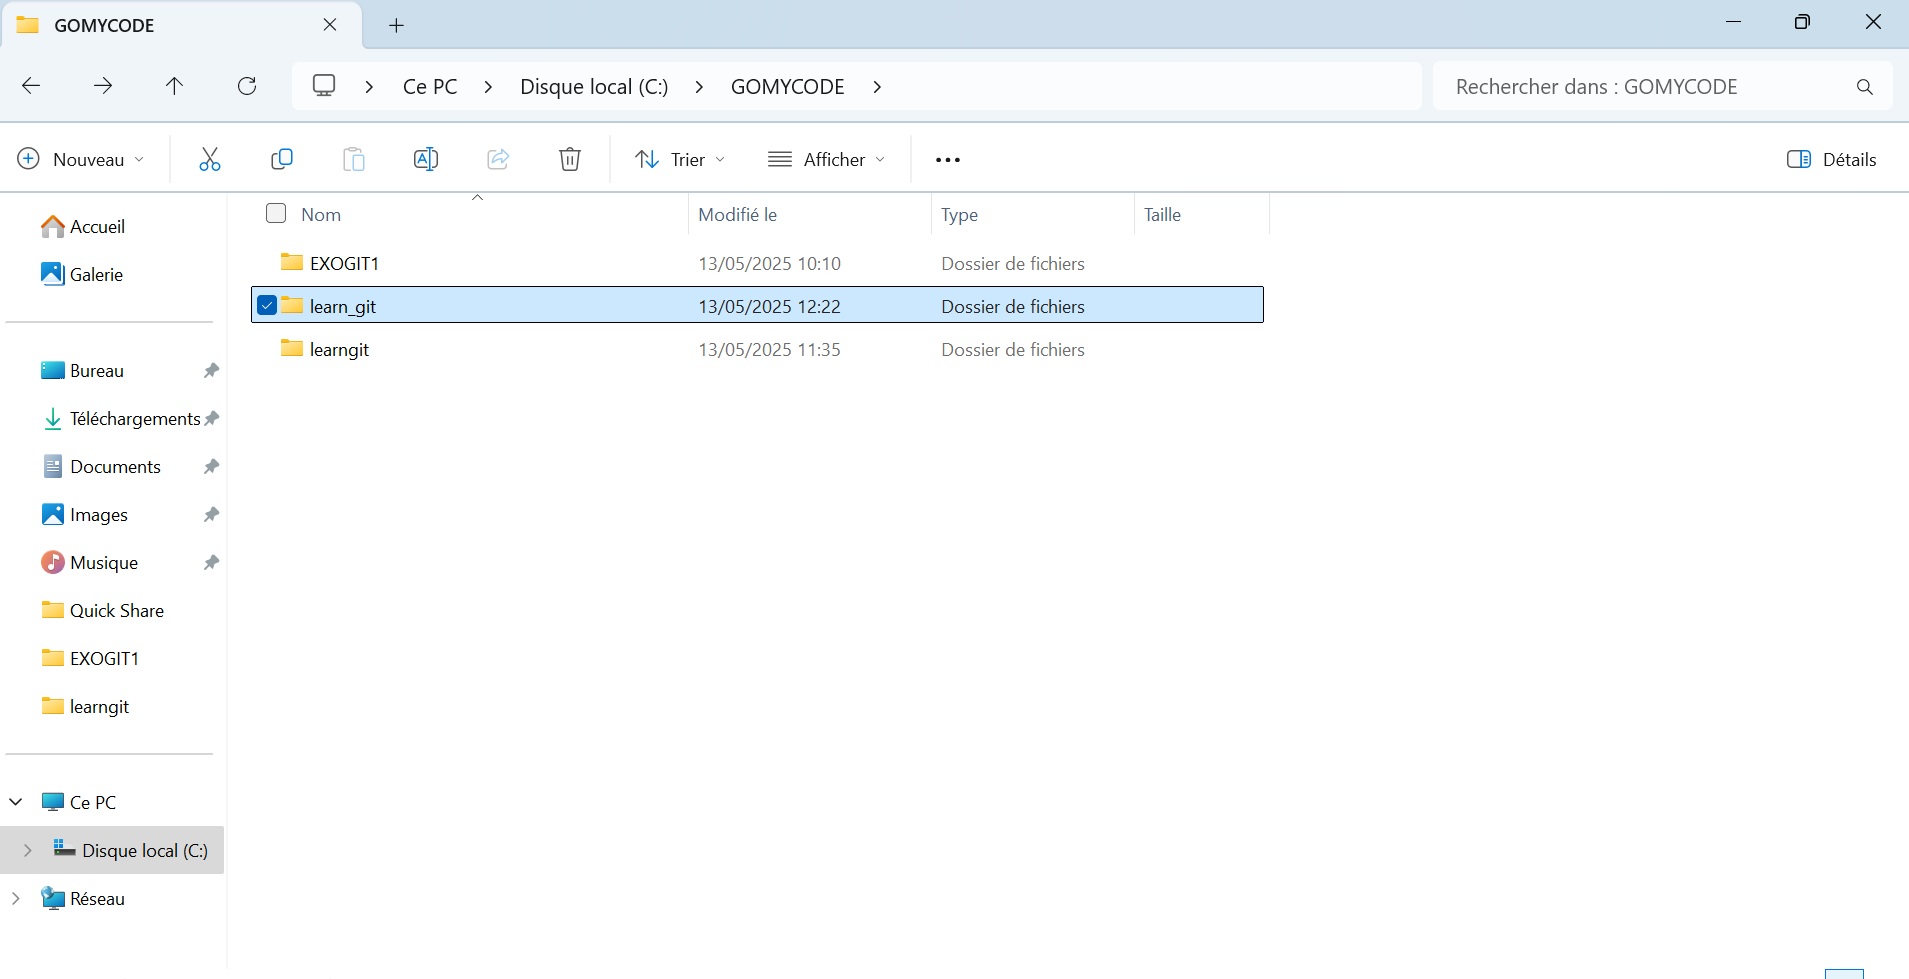 GOMYCODE
Ce PC > Disque local (C:) > GOMYCODE >
Rechercher dans : GOMYCODE
Nouveau
Trier
Afficher
Détails
Nom Modifié le Type Taille
EXOGIT1 13/05/2025 10:10 Dossier de fichiers
learn_git 13/05/2025 12:22 Dossier de fichiers
learngit 13/05/2025 11:35 Dossier de fichiers
Accueil
Galerie
Bureau
Téléchargements
Documents
Images
Musique
Quick Share
EXOGIT1
learngit
Ce PC
Disque local (C:)
Réseau